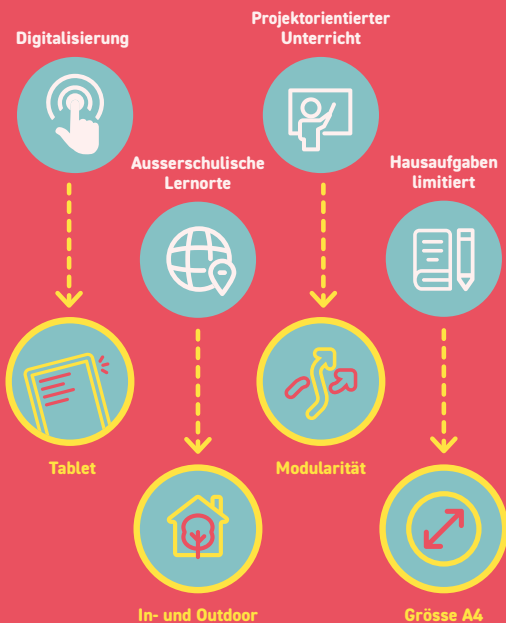 Digitalisierung
Projektorientierter
Unterricht
Ausserschulische
Lernorte
Hausaufgaben
limitiert
Tablet
Modularität
In- und Outdoor
Grösse A4